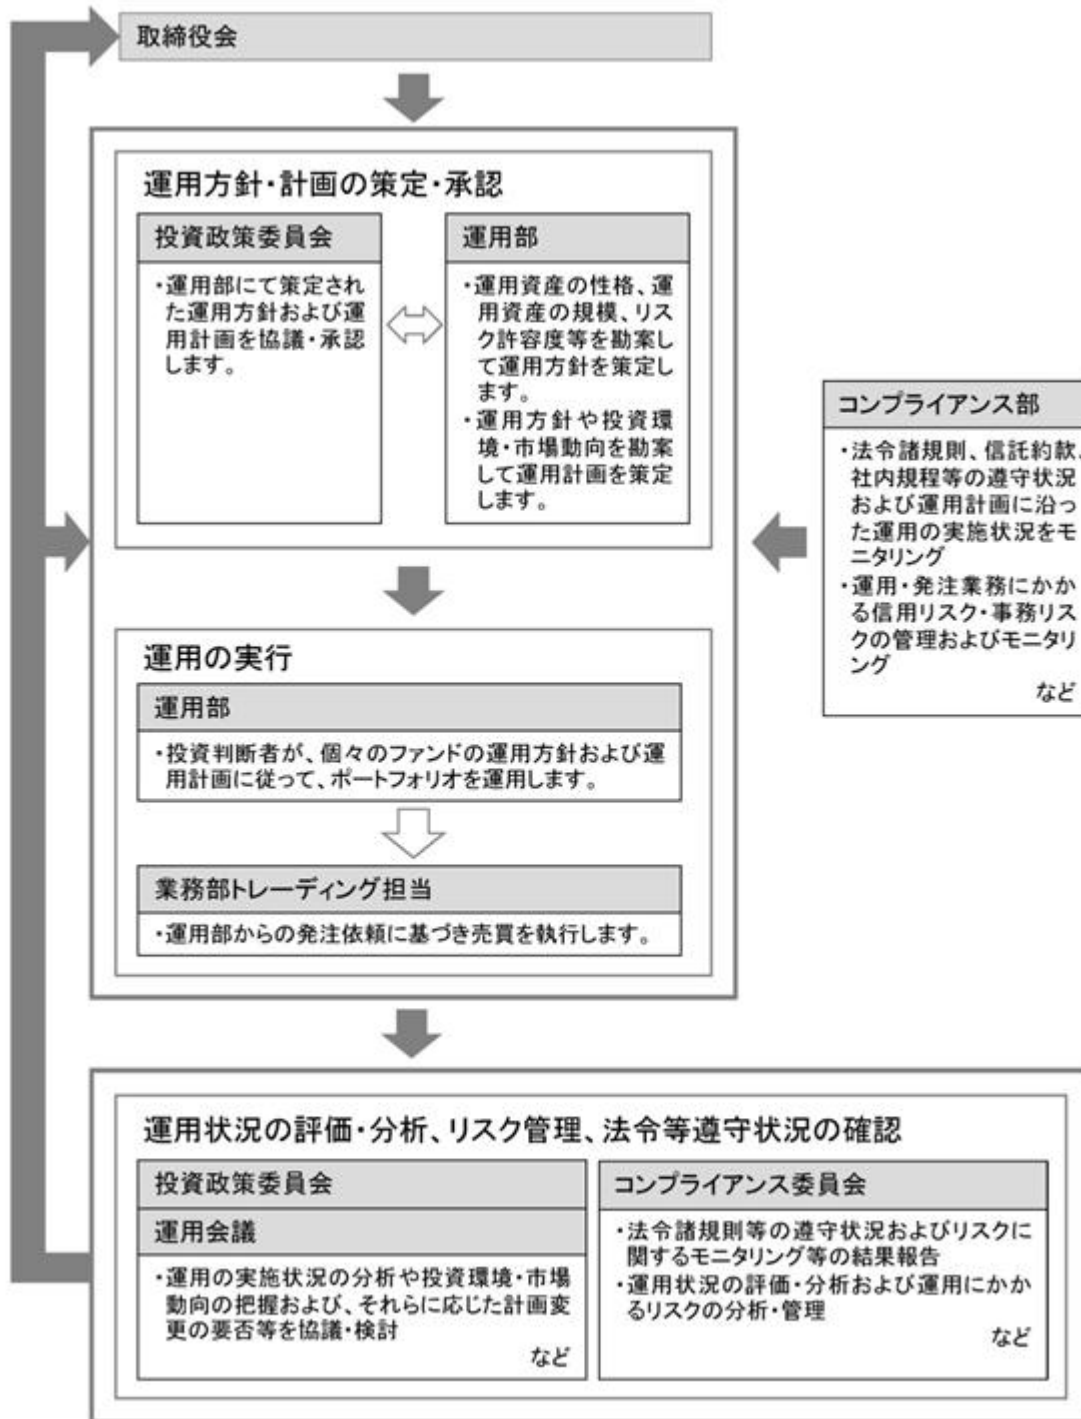 取締役会
運用方針・計画の策定・承認
投資政策委員会
・運用部にて策定され
た運用方針および運
用計画を協議・承認
します。
運用部
・運用資産の性格、運
用資産の規模、リス
ク許容度等を勘案し
て運用方針を策定し
ます。
・運用方針や投資環
境・市場動向を勘案
して運用計画を策定
します。
コンプライアンス部
・法令諸規則、信託約款、
社内規程等の遵守状況
および運用計画に沿っ
た運用の実施状況をモ
ニタリング
・運用・発注業務にかか
る信用リスク・事務リス
クの管理およびモニタリ
ング
など
運用の実行
運用部
・投資判断者が、個々のファンドの運用方針および運
用計画に従って、ポートフォリオを運用します。
業務部トレーディング担当
・運用部からの発注依頼に基づき売買を執行します。
運用状況の評価・分析、リスク管理、法令等遵守状況の確認
投資政策委員会
運用会議
・運用の実施状況の分析や投資環境・市場
動向の把握および、それらに応じた計画変
更の要否等を協議・検討
など
コンプライアンス委員会
・法令諸規則等の遵守状況およびリスクに
関するモニタリング等の結果報告
・運用状況の評価・分析および運用にかか
るリスクの分析・管理
など